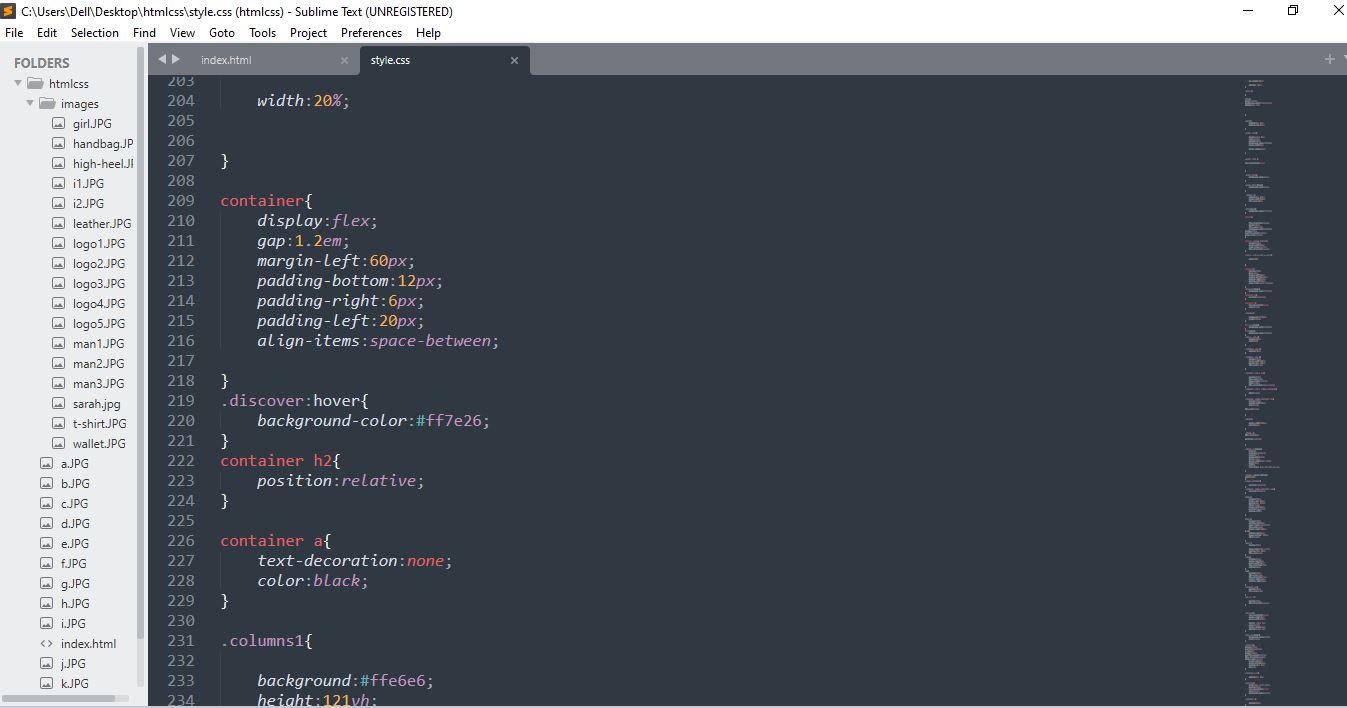 C:\Users\Dell\Desktop\htmlcss\style.css (htmlcss) - Sublime Text (UNREGISTERED)
File Edit Selection Find View Goto Tools Project Preferences Help
FOLDERS
htmlcss
images
girl.JPG
handbag.JP
high-heel.JF
i1.JPG
i2.JPG
leather.JPG
logo1.JPG
logo2.JPG
logo3.JPG
logo4.JPG
logo5.JPG
man1.JPG
man2.JPG
man3.JPG
sarah.jpg
t-shirt.JPG
wallet.JPG
a.JPG
b.JPG
c.JPG
d.JPG
e.JPG
f.JPG
g.JPG
h.JPG
i.JPG
index.html
j.JPG
k.JPG
index.html style.css
203
204 width:20%;
205
206
207 }
208
209 container{
210 display:flex;
211 gap:1.2em;
212 margin-left:60px;
213 padding-bottom:12px;
214 padding-right:6px;
215 padding-left:20px;
216 align-items:space-between;
217
218 }
219 .discover:hover{
220 background-color:#ff7e26;
221 }
222 container h2{
223 position:relative;
224 }
225
226 container a{
227 text-decoration:none;
228 color:black;
229 }
230
231 .columns1{
232
233 background:#ffe6e6;
234 height:121vh;